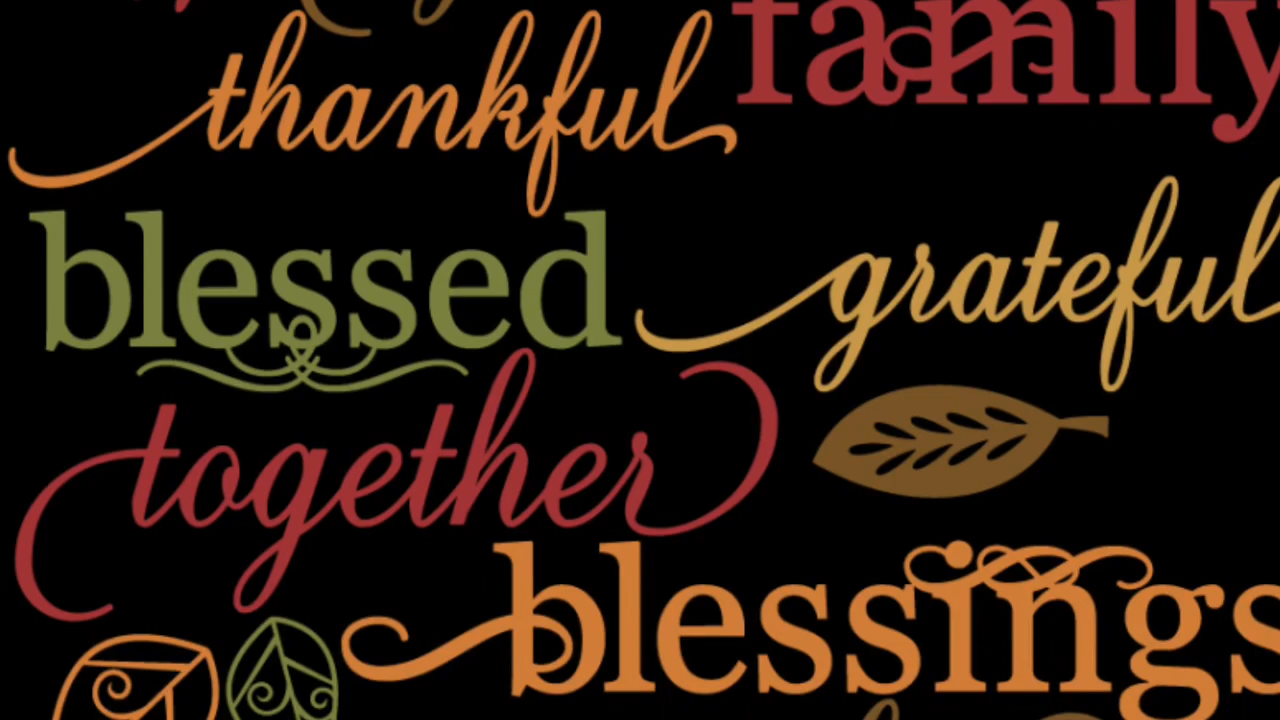 thankful
family
blessed
grateful
together
blessings